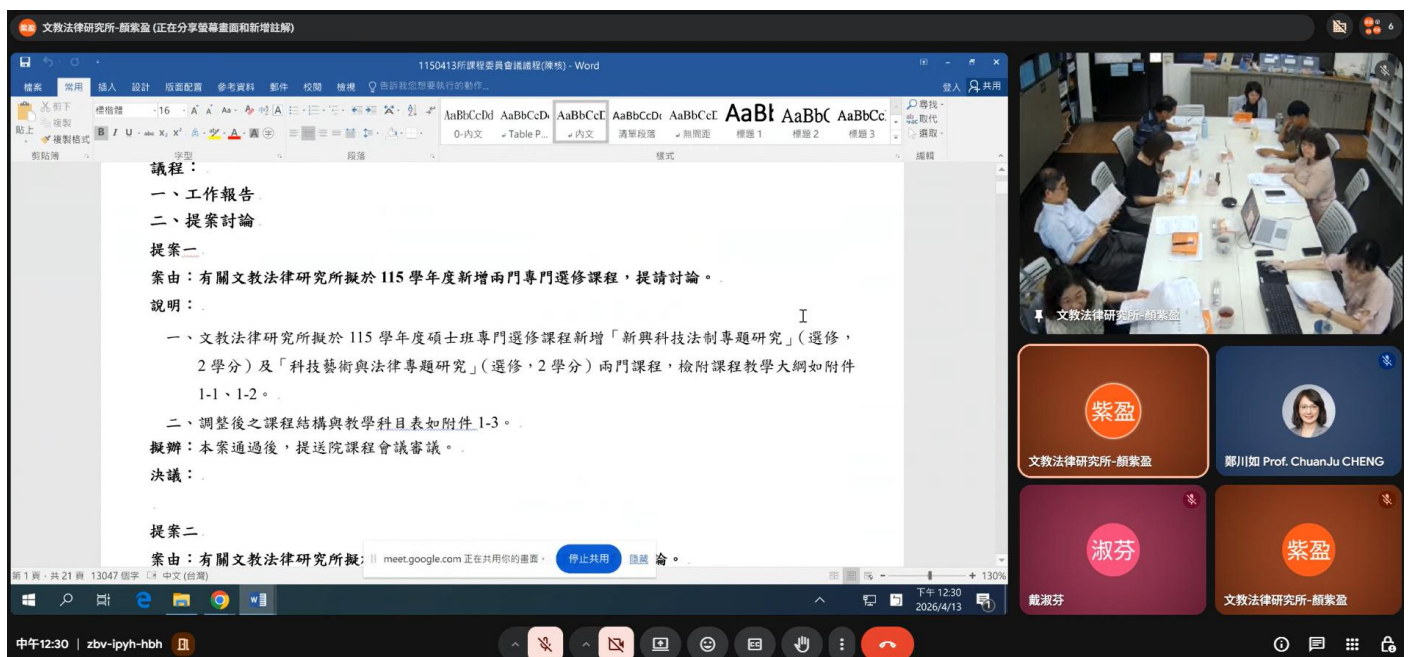 紫盈 文教法律研究所-顏紫盈 (正在分享螢幕畫面和新增註解)
6
1150413所課程委員會議議程(陳核) - Word
檔案 常用 插入 設計 版面配置 參考資料 郵件 校閱 檢視 告訴我您想要執行的動作... 登入 共用
貼上 剪下 複製 複製格式
標楷體 16
AaBbCcDd AaBbCcD AaBbCcD AaBbCcDc AaBbCcE AaBb AaBb( AaBbCc
0-內文 Table P... 內文 清單段落 無間距 標題 1 標題 2 標題 3
尋找 取代 選取
剪貼簿 字型 段落 樣式 編輯
議程：
一、工作報告
二、提案討論
提案一
案由：有關文教法律研究所擬於 115 學年度新增兩門專門選修課程，提請討論。
說明：
一、文教法律研究所擬於 115 學年度碩士班專門選修課程新增「新興科技法制專題研究」（選修，
2 學分）及「科技藝術與法律專題研究」（選修，2 學分）兩門課程，檢附課程教學大綱如附件
1-1、1-2。
二、調整後之課程結構與教學科目表如附件 1-3。
擬辦：本案通過後，提送院課程會議審議。
決議：
提案二
案由：有關文教法律研究所擬
論。
meet.google.com 正在共用你的畫面。 停止共用 隱藏
第 1 頁，共 21 頁 13047 個字 中文 (台灣) 130%
下午 12:30
2026/4/13
文教法律研究所-顏紫盈
紫盈
文教法律研究所-顏紫盈
鄭川如 Prof. ChuanJu CHENG
淑芬
戴淑芬
紫盈
文教法律研究所-顏紫盈
中午12:30 | zbv-ipyh-hbh